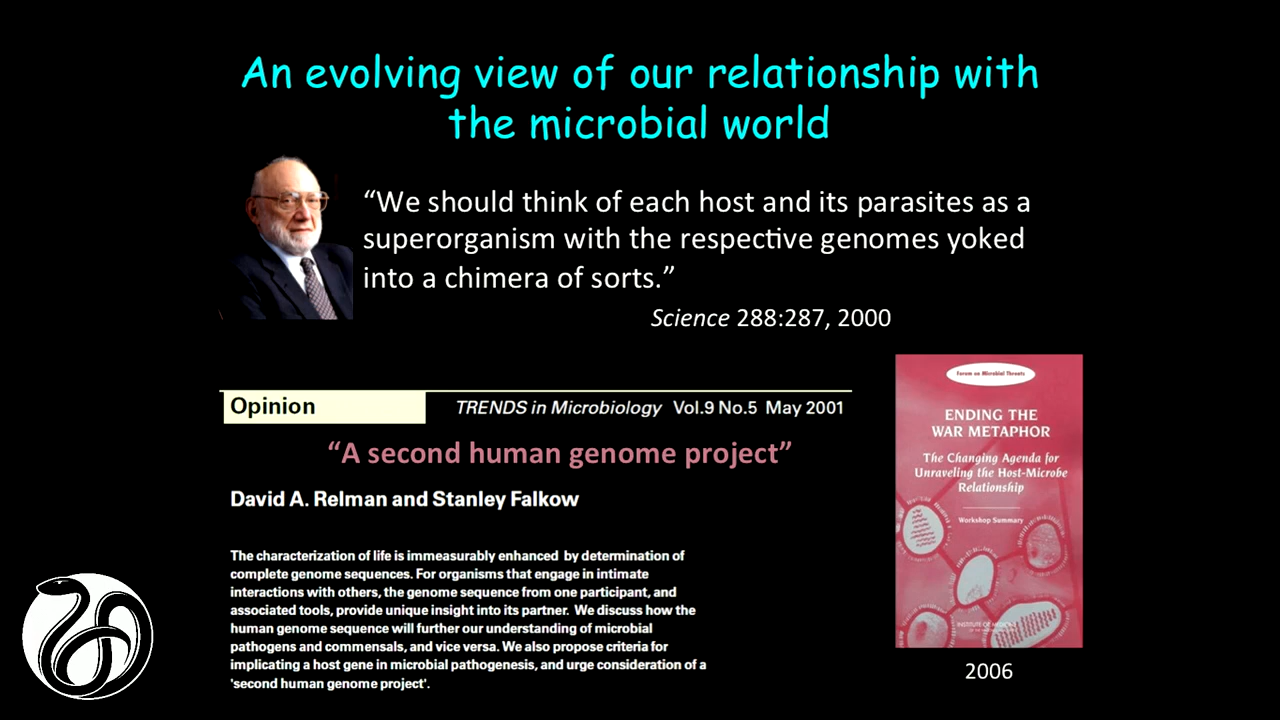 An evolving view of our relationship with
the microbial world
“We should think of each host and its parasites as a
superorganism with the respective genomes yoked
into a chimera of sorts.”
Science 288:287, 2000
Opinion
TRENDS in Microbiology Vol.9 No.5 May 2001
“A second human genome project”
David A. Relman and Stanley Falkow
The characterization of life is immeasurably enhanced by determination of
complete genome sequences. For organisms that engage in intimate
interactions with others, the genome sequence from one participant, and
associated tools, provide unique insight into its partner. We discuss how the
human genome sequence will further our understanding of microbial
pathogens and commensals, and vice versa. We also propose criteria for
implicating a host gene in microbial pathogenesis, and urge consideration of a
'second human genome project'.
Forum on Microbial Threats
ENDING THE
WAR METAPHOR
The Changing Agenda for
Unraveling the Host-Microbe
Relationship
Workshop Summary
INSTITUTE OF MEDICINE
2006